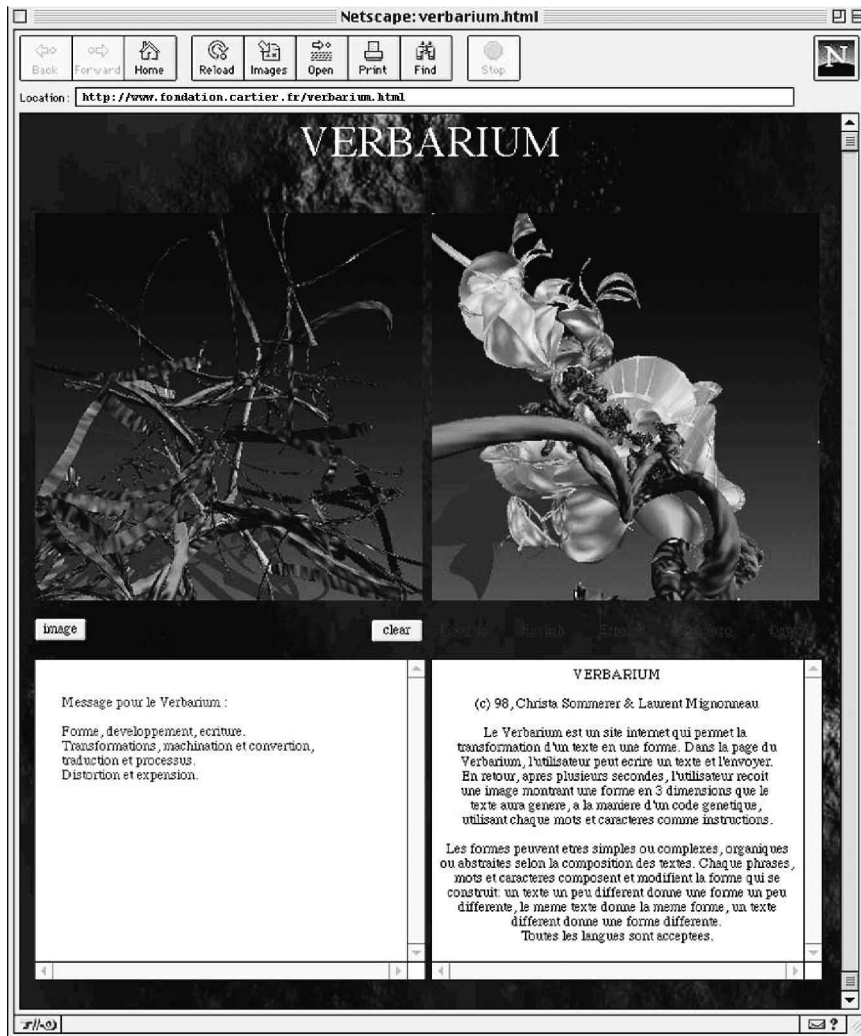 Netscape: verbarium.html
Back Forward Home Reload Images Open Print Find Stop
N
Location: http://www.fondation.cartier.fr/verbarium.html
VERBARIUM
image
clear
English
Message pour le Verbarium :
Forme, developpement, ecriture.
Transformations, machination et convertion,
traduction et processus.
Distortion et expension.
VERBARIUM
(c) 98, Christa Sommerer & Laurent Mignonneau
Le Verbarium est un site internet qui permet la
transformation d'un texte en une forme. Dans la page du
Verbarium, l'utilisateur peut ecrire un texte et l'envoyer.
En retour, apres plusieurs secondes, l'utilisateur recoit
une image montrant une forme en 3 dimensions que le
texte aura genere, a la maniere d'un code genetique,
utilisant chaque mots et caracteres comme instructions.
Les formes peuvent etres simples ou complexes, organiques
ou abstraites selon la composition des textes. Chaque phrases,
mots et caracteres composent et modifient la forme qui se
construit: un texte un peu different donne une forme un peu
differente, le meme texte donne la meme forme, un texte
different donne une forme differente.
Toutes les langues sont acceptees.